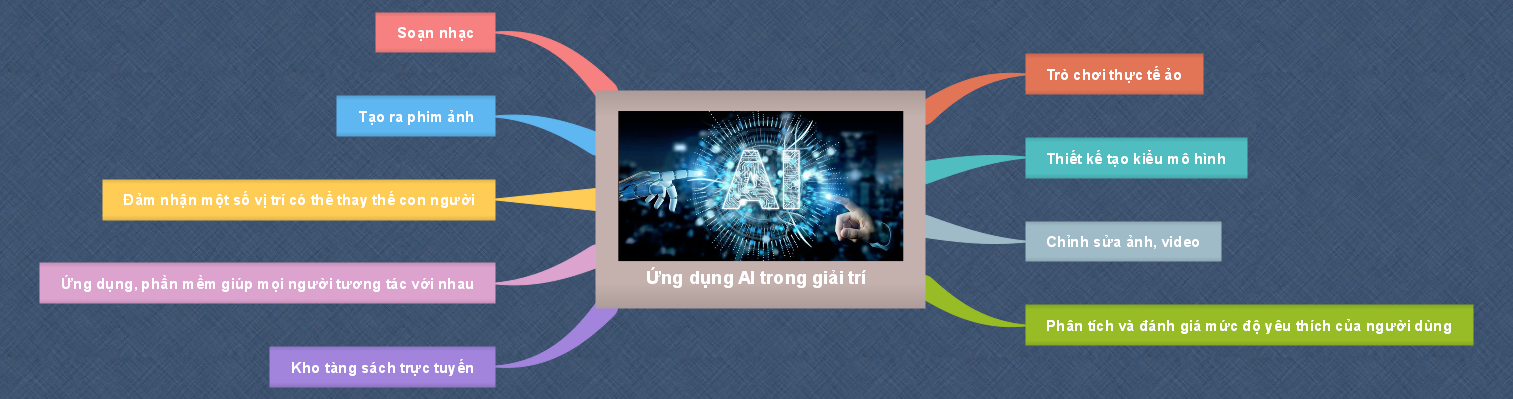 Soạn nhạc
Tạo ra phim ảnh
Đảm nhận một số vị trí có thể thay thế con người
Ứng dụng, phần mềm giúp mọi người tương tác với nhau
Kho tàng sách trực tuyến
AI
Ứng dụng AI trong giải trí
Trò chơi thực tế ảo
Thiết kế tạo kiểu mô hình
Chỉnh sửa ảnh, video
Phân tích và đánh giá mức độ yêu thích của người dùng